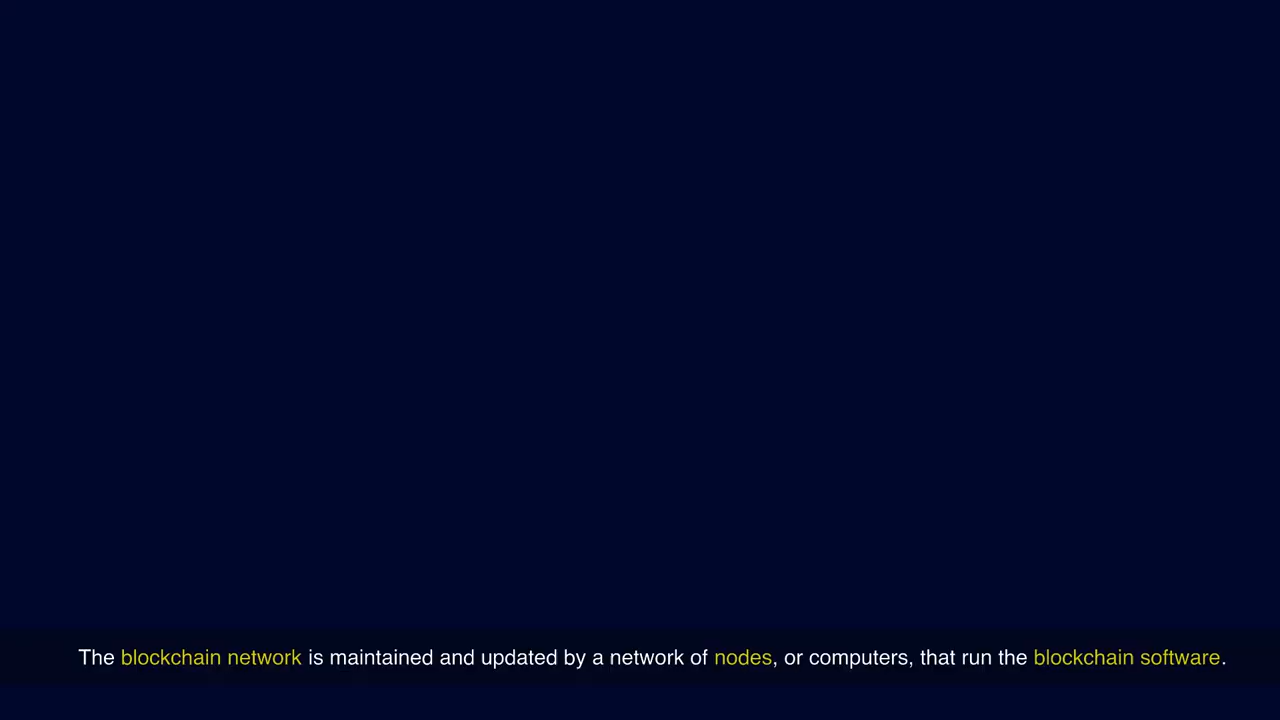 The blockchain network is maintained and updated by a network of nodes, or computers, that run the blockchain software.